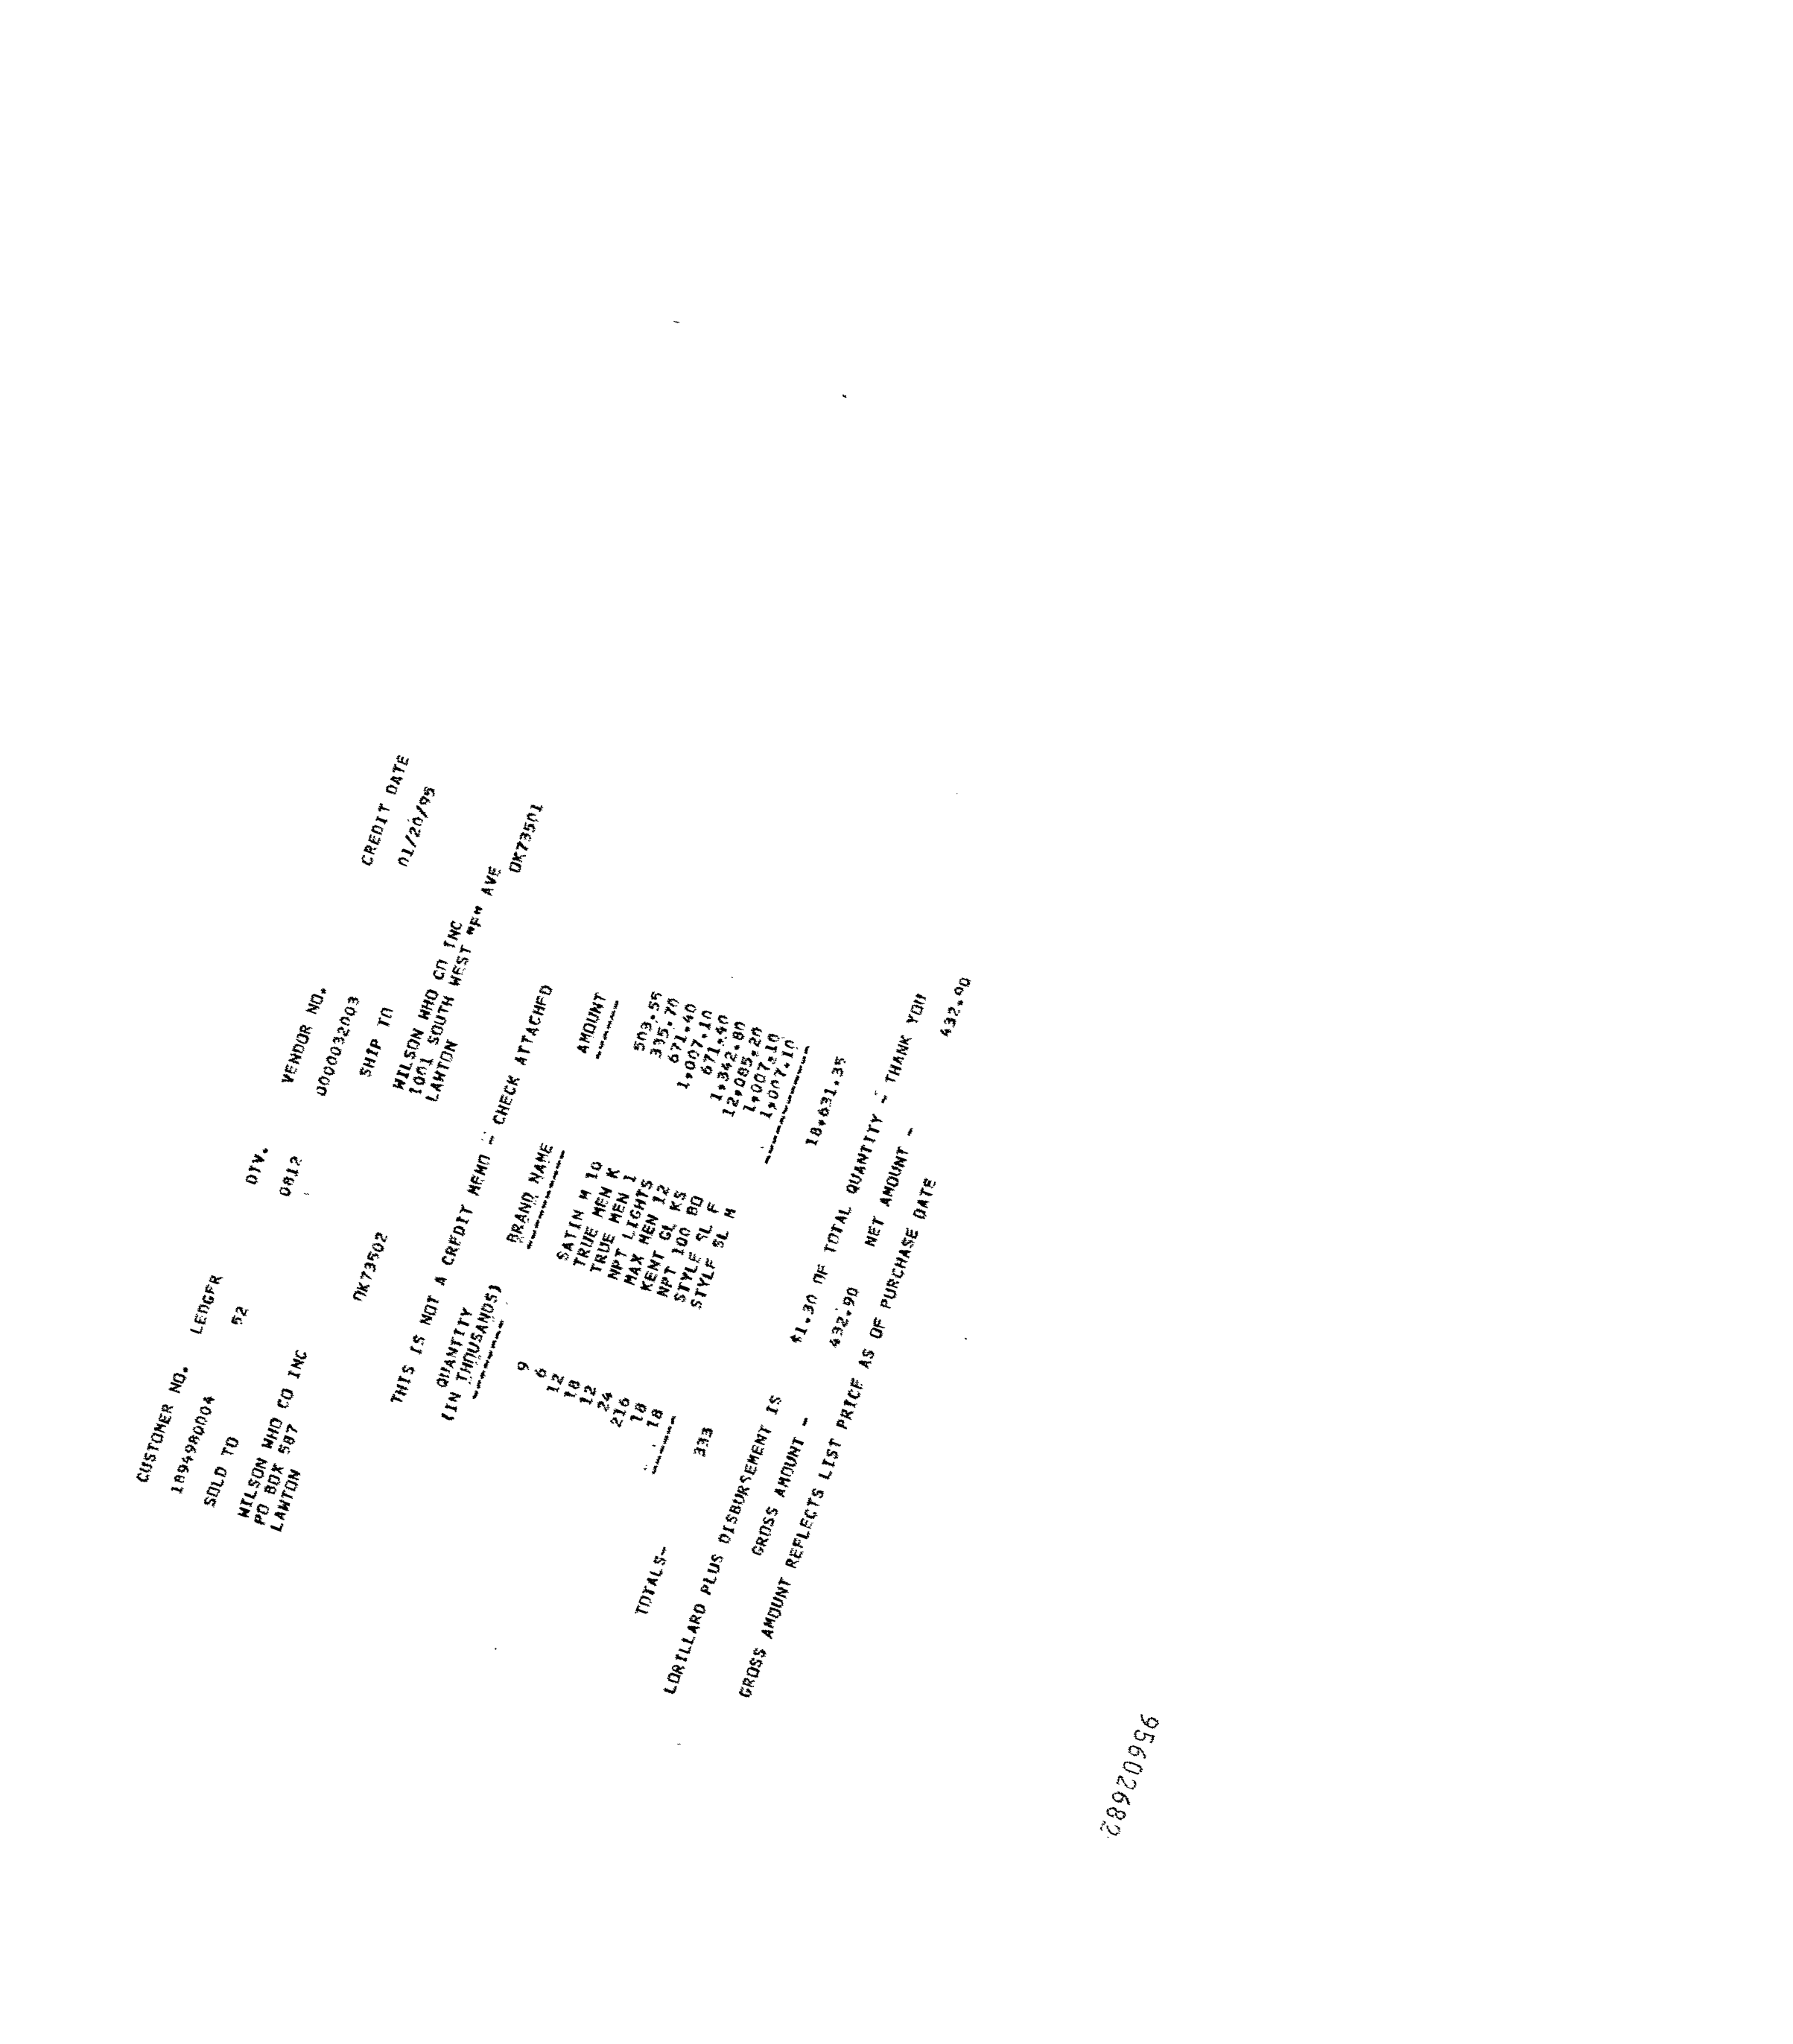 CUSTOMER NO. LEDGER DIV. VENDOR NO. CREDIT DATE
1894980004 52 0812 0000032003 01/20/95
SOLD TO SHIP TO
WILSON WHO CO INC WILSON WHO CO INC
PO BOX 587 1001 SOUTH WEST "F" AVE
LAWTON OK73502 LAWTON OK73501
THIS IS NOT A CREDIT MEMO - CHECK ATTACHED
QUANTITY
(IN THOUSANDS) BRAND NAME AMOUNT
9 SATIN M 10 503.55
6 TRUE MEN K 335.70
12 TRUE MEN 1 671.40
18 NPT LIGHTS 1,007.10
12 MAX MEN 12 671.40
24 KENT GL KS 1,342.80
216 NPT 100 BO 12,085.20
18 STYLE SL F 1,007.10
18 STYLE SL M 1,007.10
TOTALS- 333 18,631.35
LORILLARD PLUS DISBURSEMENT IS $1.30 OF TOTAL QUANTITY - THANK YOU
GROSS AMOUNT - 432.90 NET AMOUNT - 432.90
GROSS AMOUNT REFLECTS LIST PRICE AS OF PURCHASE DATE
95602682